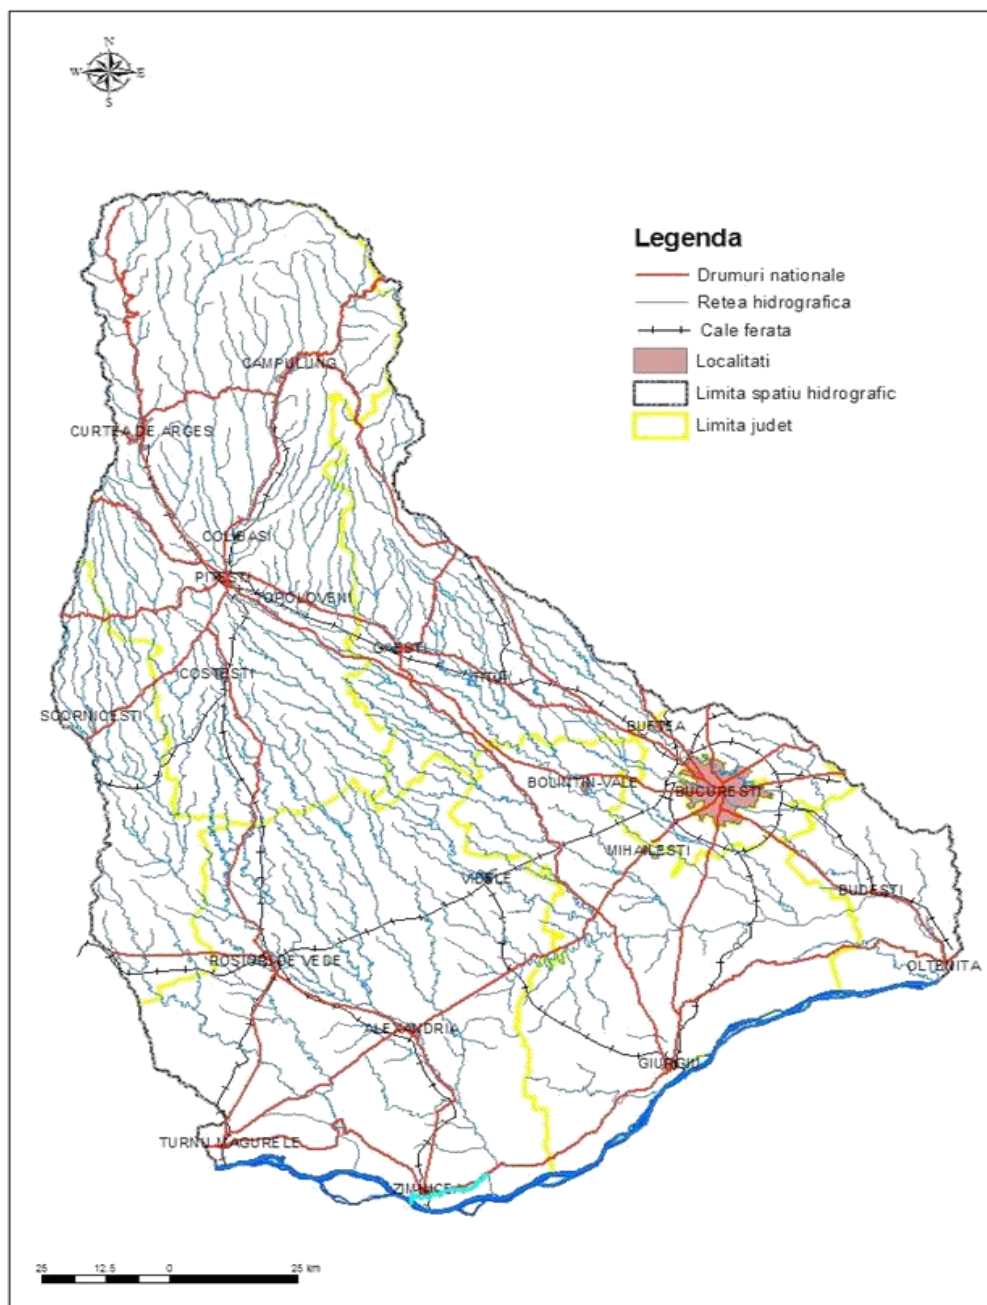 N
W E
S
Legenda
Drumuri nationale
Retea hidrografica
Cale ferata
Localitati
Limita spatiu hidrografic
Limita judet
CAMPULUNG
CURTEA DE ARGES
COLIBASI
PITESTI
TOPOLOVENI
GAESTI
TITU
COSTESTI
SCORNICESTI
BUFTEA
BOLINTIN-VALE
BUCURESTI
MIHAILESTI
VIDELE
BUDESTI
ROSIORI DE VEDE
OLTENITA
ALEXANDRIA
GIURGIU
TURNU MAGURELE
ZIMNICEA
25 12.5 0 25 km